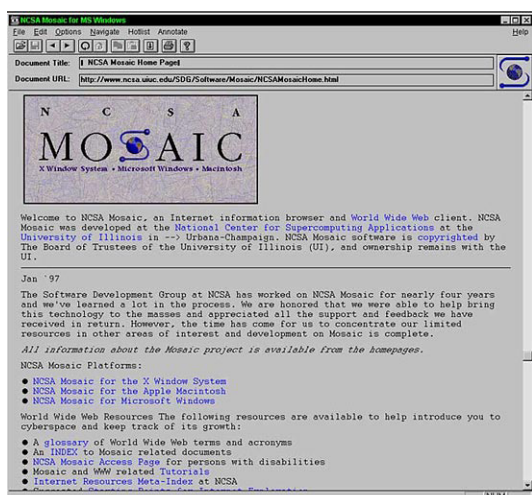 NCSA Mosaic for MS Windows
File Edit Options Navigate Hotlist Annotate Help
Document Title: NCSA Mosaic Home Page
Document URL: http://www.ncsa.uiuc.edu/SDG/Software/Mosaic/NCSAMosaicHome.html
N C S A
MOSAIC
X Window System • Microsoft Windows • Macintosh
Welcome to NCSA Mosaic, an Internet information browser and World Wide Web client. NCSA
Mosaic was developed at the National Center for Supercomputing Applications at the
University of Illinois in --> Urbana-Champaign. NCSA Mosaic software is copyrighted by
The Board of Trustees of the University of Illinois (UI), and ownership remains with the
UI.
Jan `97
The Software Development Group at NCSA has worked on NCSA Mosaic for nearly four years
and we've learned a lot in the process. We are honored that we were able to help bring
this technology to the masses and appreciated all the support and feedback we have
received in return. However, the time has come for us to concentrate our limited
resources in other areas of interest and development on Mosaic is complete.
All information about the Mosaic project is available from the homepages.
NCSA Mosaic Platforms:
● NCSA Mosaic for the X Window System
● NCSA Mosaic for the Apple Macintosh
● NCSA Mosaic for Microsoft Windows
World Wide Web Resources The following resources are available to help introduce you to
cyberspace and keep track of its growth:
● A glossary of World Wide Web terms and acronyms
● An INDEX to Mosaic related documents
● NCSA Mosaic Access Page for persons with disabilities
● Mosaic and WWW related Tutorials
● Internet Resources Meta-Index at NCSA
● Suggested Starting Points for Internet Exploration
NUM